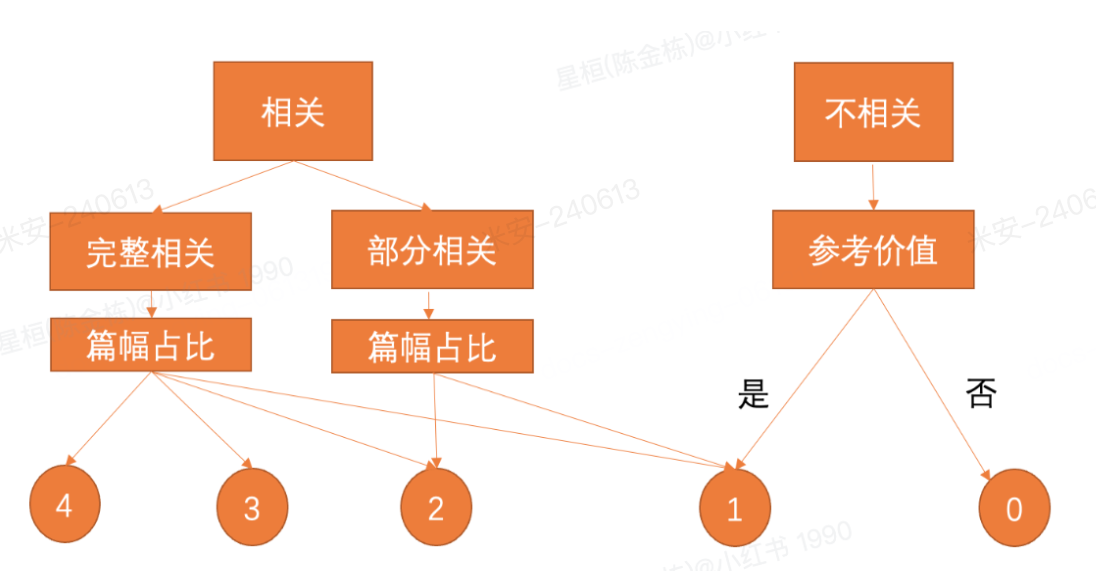 星桓(陈金栋)@小红
相关
不相关
米安-240613
米安-240613
米安-2406
完整相关
部分相关
参考价值
星桓(陈金栋)@小红书 1990
篇幅占比
篇幅占比
是
否
4
3
2
1
0
栋)@小红书 1990